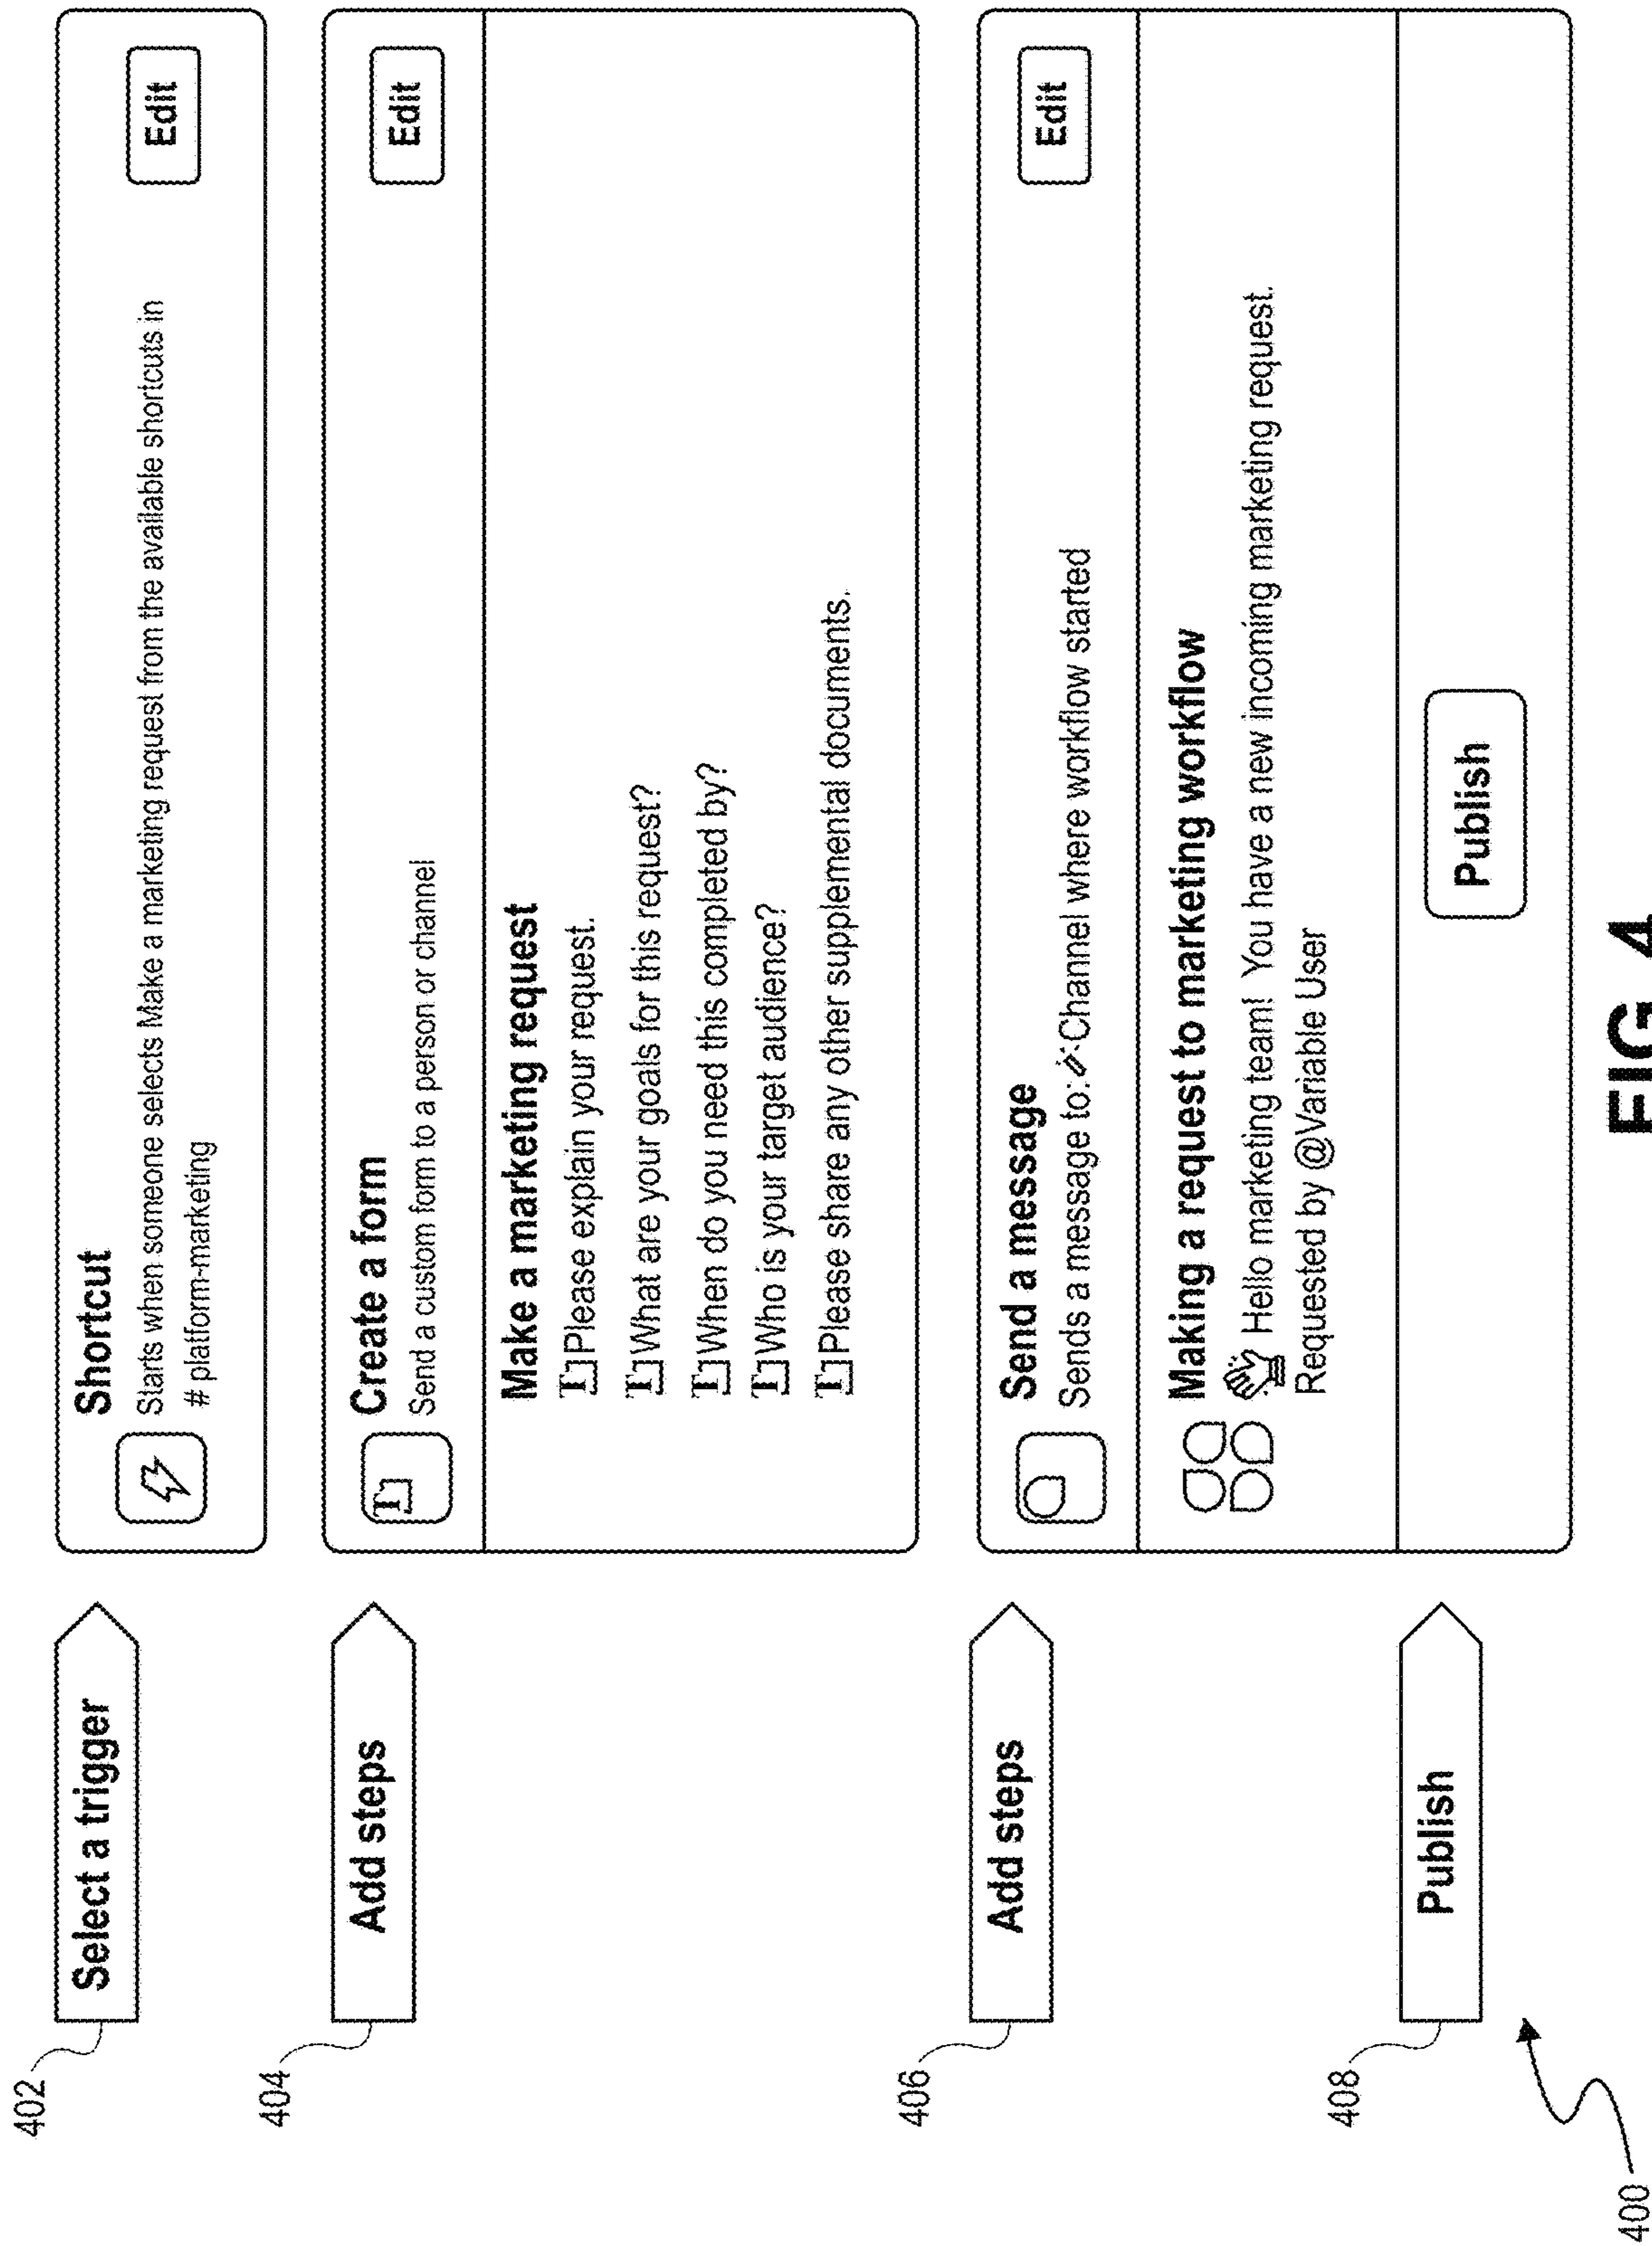 402
Select a trigger
Shortcut
Starts when someone selects Make a marketing request from the available shortcuts in
# platform-marketing
Edit
404
Add steps
Create a form
Send a custom form to a person or channel
Edit
Make a marketing request
T Please explain your request.
T What are your goals for this request?
T When do you need this completed by?
T Who is your target audience?
T Please share any other supplemental documents.
406
Add steps
Send a message
Sends a message to: Channel where workflow started
Edit
Making a request to marketing workflow
Hello marketing team! You have a new incoming marketing request.
Requested by @Variable User
408
Publish
Publish
400
FIG. 4